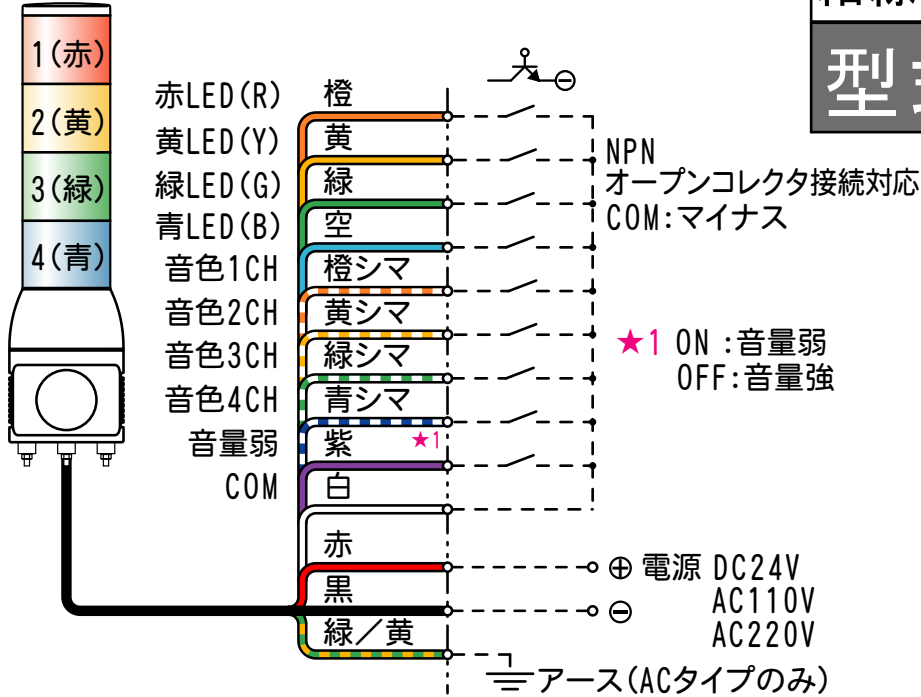 型
1(赤)
2(黄)
3(緑)
4(青)
赤LED(R) 橙
黄LED(Y) 黄
緑LED(G) 緑
青LED(B) 空
音色1CH 橙シマ
音色2CH 黄シマ
音色3CH 緑シマ
音色4CH 青シマ
音量弱 紫 ★1
COM 白
赤
黒
緑/黄
⊖
NPN
オープンコレクタ接続対応
COM:マイナス
★1 ON :音量弱
OFF:音量強
⊕ 電源 DC24V
⊖ AC110V
AC220V
アース(ACタイプのみ)